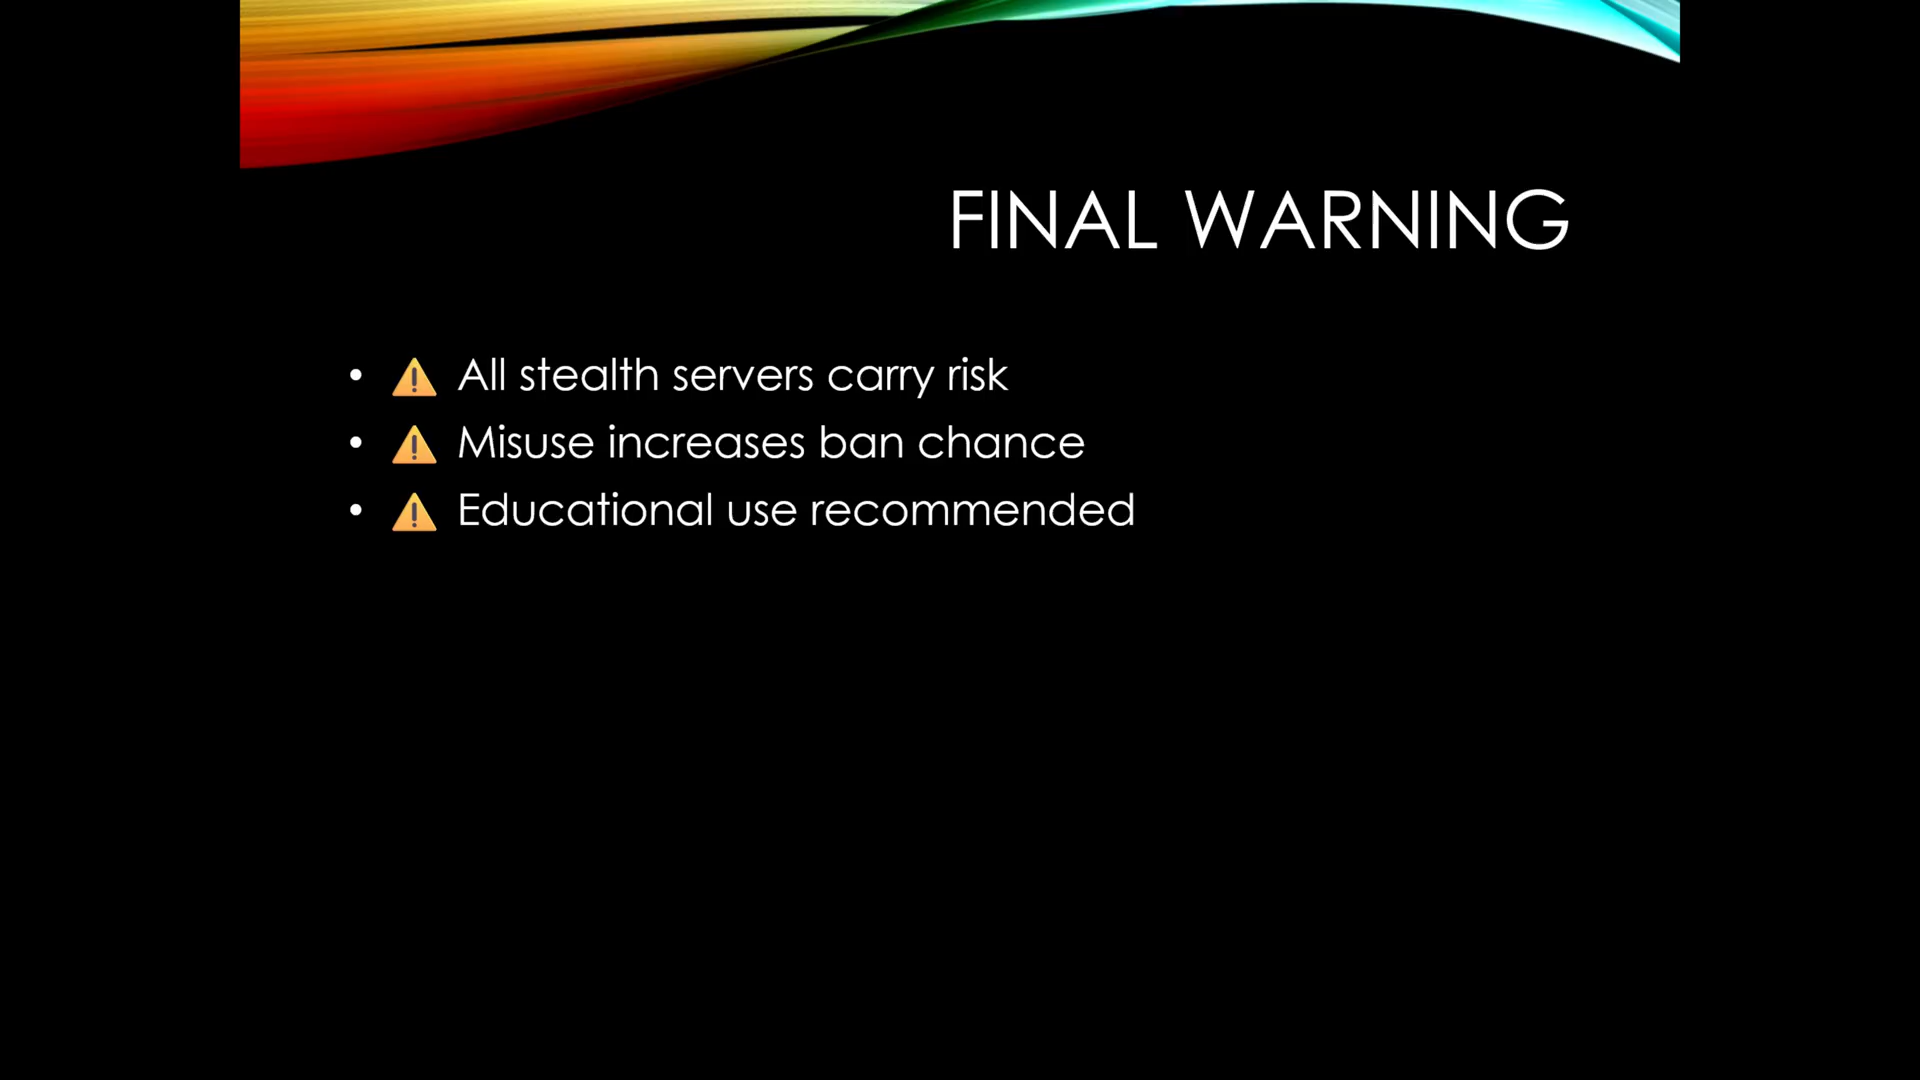 FINAL WARNING
• ⚠ All stealth servers carry risk
• ⚠ Misuse increases ban chance
• ⚠ Educational use recommended